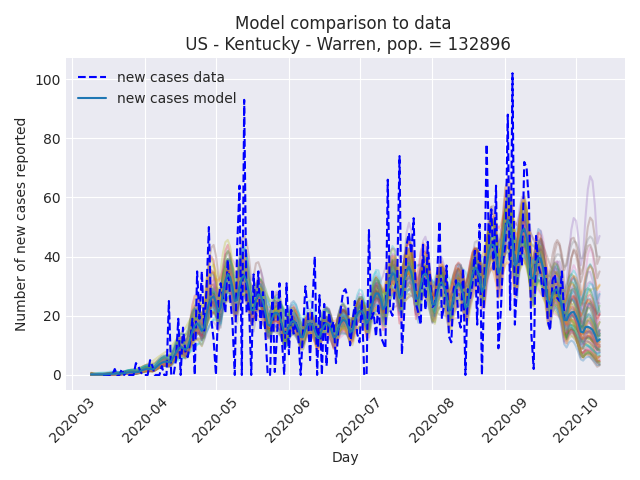 Model comparison to data
US - Kentucky - Warren, pop. = 132896
new cases data
new cases model
Number of new cases reported
100
80
60
40
20
0
2020-03
2020-04
2020-05
2020-06
2020-07
2020-08
2020-09
2020-10
Day